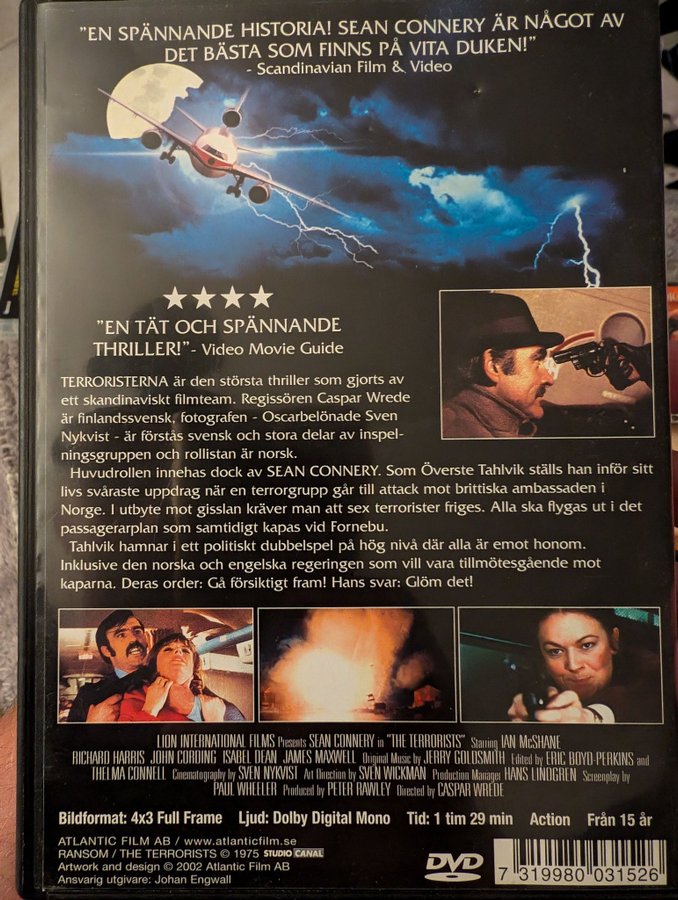 "EN SPÄNNANDE HISTORIA! SEAN CONNERY ÄR NÅGOT AV
DET BÄSTA SOM FINNS PÅ VITA DUKEN!"
- Scandinavian Film & Video
"EN TÄT OCH SPÄNNANDE
THRILLER!" - Video Movie Guide
TERRORISTERNA är den största thriller som gjorts av
ett skandinaviskt filmteam. Regissören Caspar Wrede
är finlandssvensk, fotografen - Oscarbelönade Sven
Nykvist - är förstås svensk och stora delar av inspel-
ningsgruppen och rollistan är norsk.
Huvudrollen innehas dock av SEAN CONNERY. Som Överste Tahlvik ställs han inför sitt
livs svåraste uppdrag när en terrorgrupp går till attack mot brittiska ambassaden i
Norge. I utbyte mot gisslan kräver man att sex terrorister friges. Alla ska flygas ut i det
passagerarplan som samtidigt kapas vid Fornebu.
Tahlvik hamnar i ett politiskt dubbelspel på hög nivå där alla är emot honom.
Inklusive den norska och engelska regeringen som vill vara tillmötesgående mot
kaparna. Deras order: Gå försiktigt fram! Hans svar: Glöm det!
LION INTERNATIONAL FILMS Presents SEAN CONNERY in "THE TERRORISTS" Starring IAN McSHANE
RICHARD HARRIS JOHN CORDING ISABEL DEAN JAMES MAXWELL Original Music by JERRY GOLDSMITH Edited by ERIC BOYD-PERKINS and
THELMA CONNELL Cinematography by SVEN NYKVIST Art Direction by SVEN WICKMAN Production Manager HANS LINDGREN Screenplay by
PAUL WHEELER Produced by PETER RAWLEY Directed by CASPAR WREDE
Bildformat: 4x3 Full Frame Ljud: Dolby Digital Mono Tid: 1 tim 29 min Action Från 15 år
ATLANTIC FILM AB / www.atlanticfilm.se
RANSOM / THE TERRORISTS © 1975 STUDIO CANAL
Artwork and design © 2002 Atlantic Film AB
Ansvarig utgivare: Johan Engwall
DVD
VIDEO
7 319980 031526